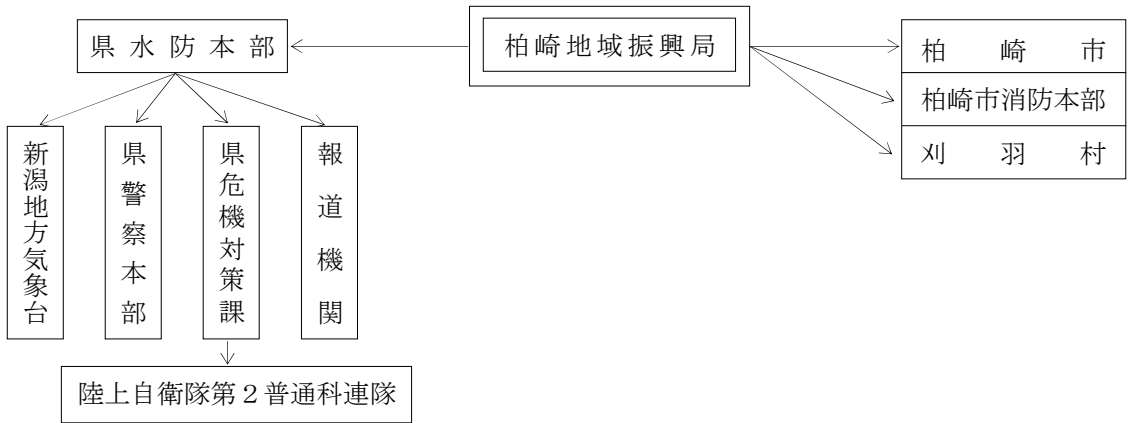 県水防本部
柏崎地域振興局
柏崎市
柏崎市消防本部
刈羽村
新潟地方気象台
県警察本部
県危機対策課
報道機関
陸上自衛隊第２普通科連隊